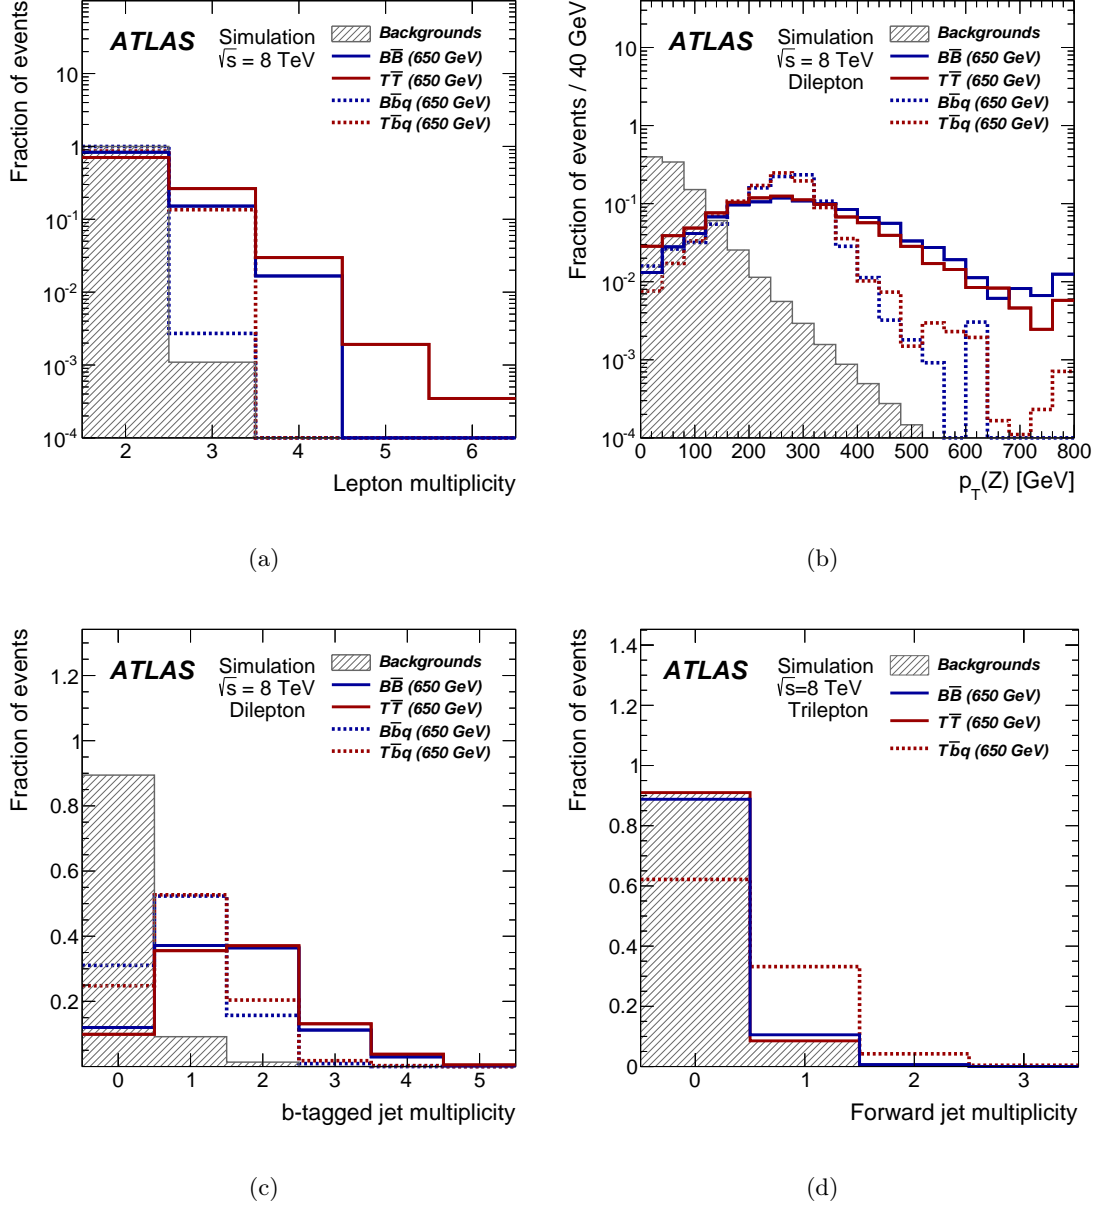 Fraction of events
ATLAS Simulation
√s = 8 TeV
Backgrounds
BB̅ (650 GeV)
TT̅ (650 GeV)
Bb̅q (650 GeV)
Tb̅q (650 GeV)
10
1
10⁻¹
10⁻²
10⁻³
10⁻⁴
2 3 4 5 6
Lepton multiplicity
(a)
Fraction of events / 40 GeV
ATLAS Simulation
√s = 8 TeV
Dilepton
Backgrounds
BB̅ (650 GeV)
TT̅ (650 GeV)
Bb̅q (650 GeV)
Tb̅q (650 GeV)
10
1
10⁻¹
10⁻²
10⁻³
10⁻⁴
0 100 200 300 400 500 600 700 800
p_T(Z) [GeV]
(b)
Fraction of events
ATLAS Simulation
√s = 8 TeV
Dilepton
Backgrounds
BB̅ (650 GeV)
TT̅ (650 GeV)
Bb̅q (650 GeV)
Tb̅q (650 GeV)
1.2
1
0.8
0.6
0.4
0.2
0 1 2 3 4 5
b-tagged jet multiplicity
(c)
Fraction of events
ATLAS Simulation
√s=8 TeV
Trilepton
Backgrounds
BB̅ (650 GeV)
TT̅ (650 GeV)
Tb̅q (650 GeV)
1.4
1.2
1
0.8
0.6
0.4
0.2
0
0 1 2 3
Forward jet multiplicity
(d)